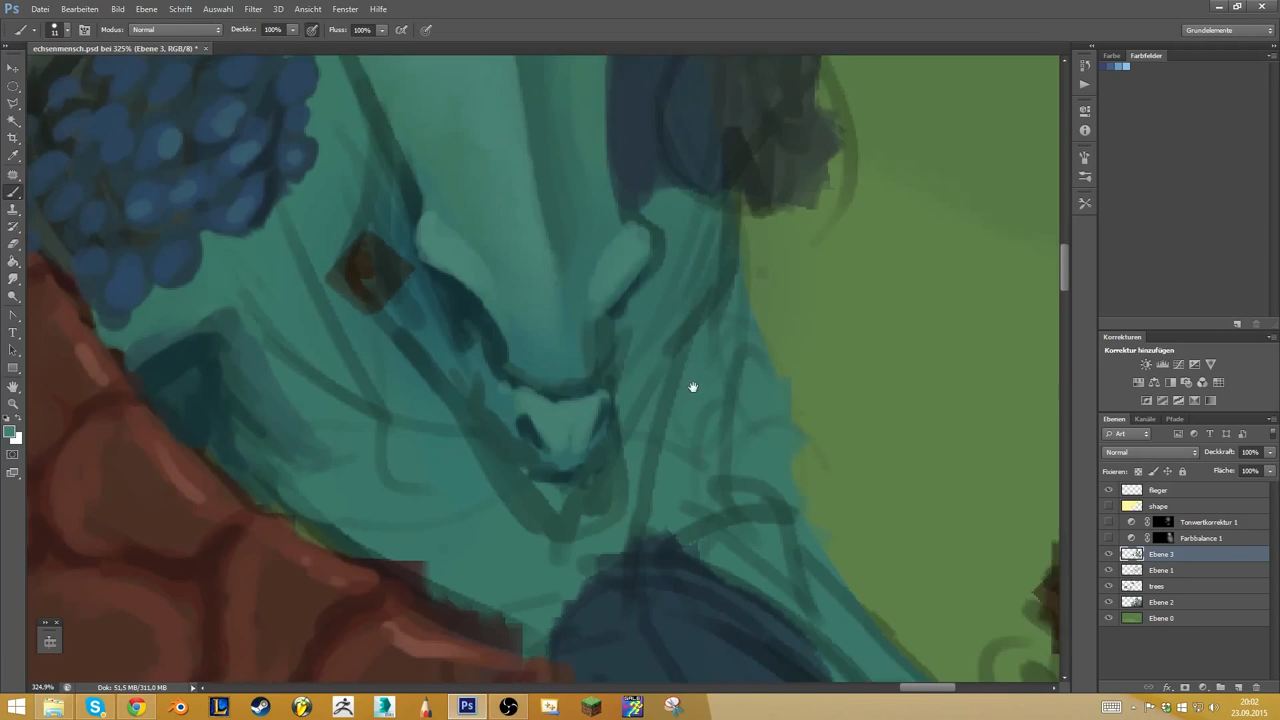 Ps Datei Bearbeiten Bild Ebene Schrift Auswahl Filter 3D Ansicht Fenster Hilfe
11 Modus: Normal Deckkr.: 100% Fluss: 100% Grundelemente
echsenmensch.psd bei 325% (Ebene 3, RGB/8) *
Farbe Farbfelder
Korrekturen
Korrektur hinzufügen
Ebenen Kanäle Pfade
Art
Normal Deckkraft: 100%
Fixieren: Fläche: 100%
flieger
shape
Tonwertkorrektur 1
Farbbalance 1
Ebene 3
Ebene 1
trees
Ebene 2
Ebene 0
324,9% Dok: 51,5 MB/311,0 MB
20:02
23.09.2015